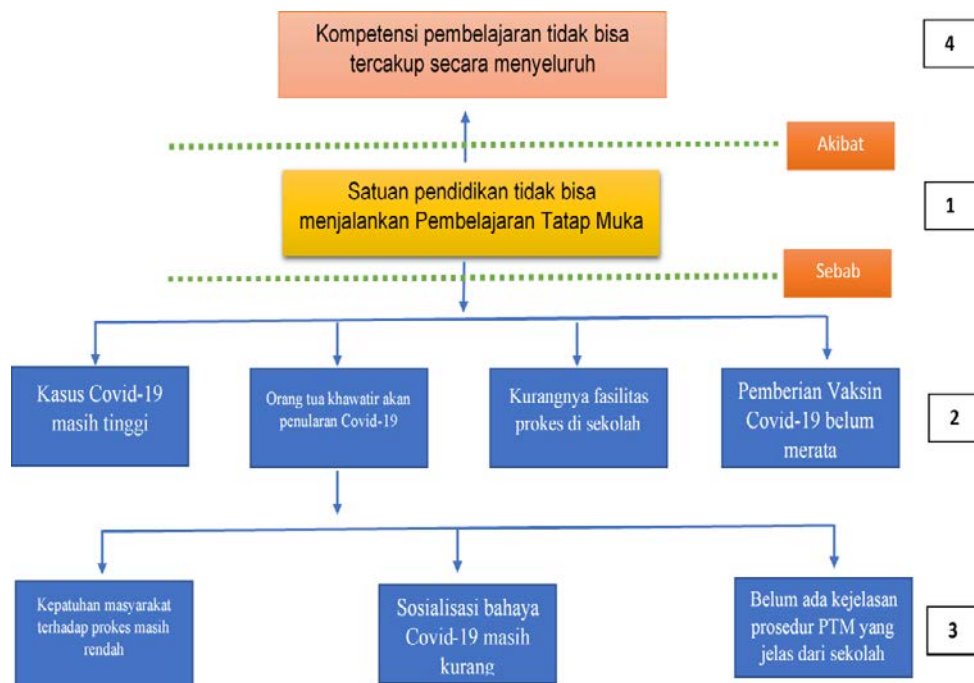 Kompetensi pembelajaran tidak bisa
tercakup secara menyeluruh
4
Akibat
Satuan pendidikan tidak bisa
menjalankan Pembelajaran Tatap Muka
1
Sebab
Kasus Covid-19
masih tinggi
Orang tua khawatir akan
penularan Covid-19
Kurangnya fasilitas
prokes di sekolah
Pemberian Vaksin
Covid-19 belum
merata
2
Kepatuhan masyarakat
terhadap prokes masih
rendah
Sosialisasi bahaya
Covid-19 masih
kurang
Belum ada kejelasan
prosedur PTM yang
jelas dari sekolah
3